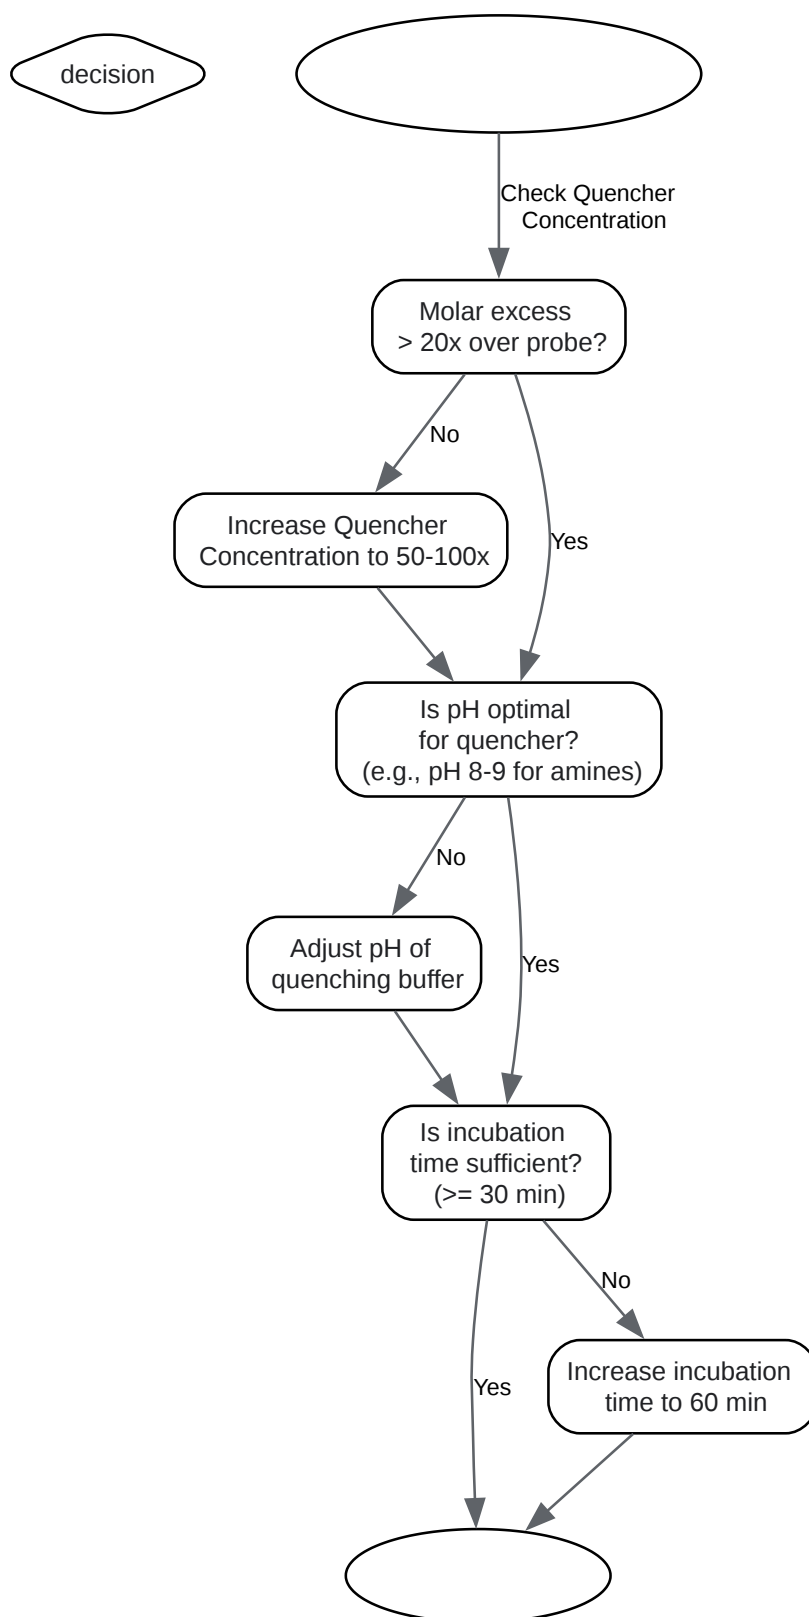 decision
Check Quencher
Concentration
Molar excess
> 20x over probe?
No
Increase Quencher
Concentration to 50-100x
Yes
Is pH optimal
for quencher?
(e.g., pH 8-9 for amines)
No
Adjust pH of
quenching buffer
Yes
Is incubation
time sufficient?
(>= 30 min)
No
Increase incubation
time to 60 min
Yes